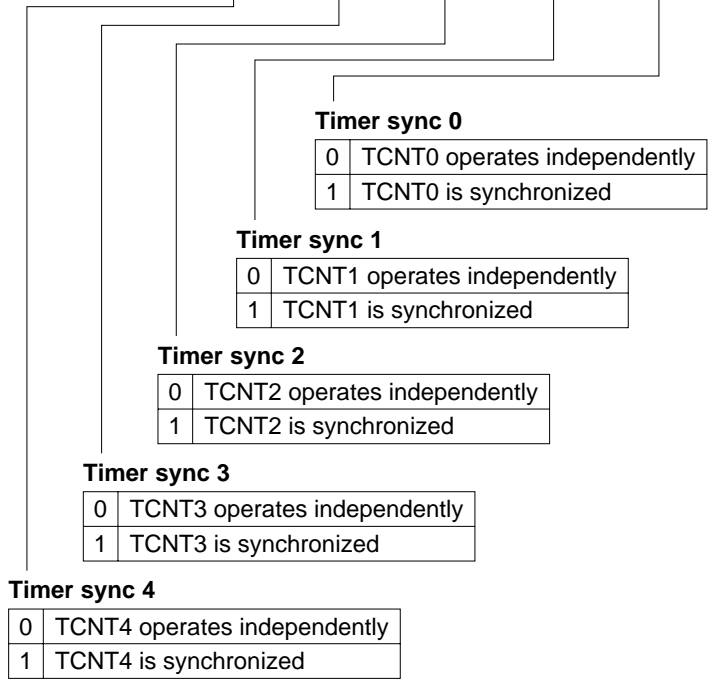 Timer sync 0
0 TCNT0 operates independently
1 TCNT0 is synchronized
Timer sync 1
0 TCNT1 operates independently
1 TCNT1 is synchronized
Timer sync 2
0 TCNT2 operates independently
1 TCNT2 is synchronized
Timer sync 3
0 TCNT3 operates independently
1 TCNT3 is synchronized
Timer sync 4
0 TCNT4 operates independently
1 TCNT4 is synchronized